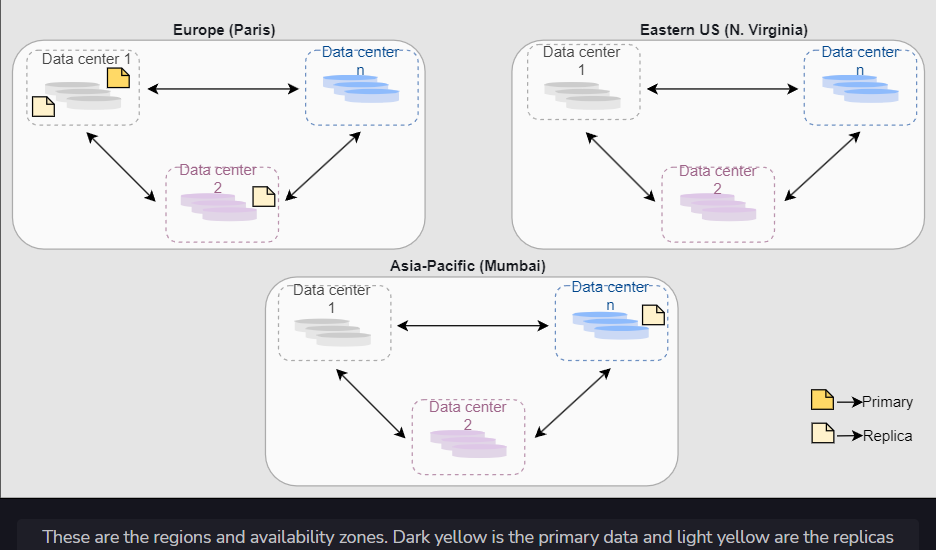 Europe (Paris)
Eastern US (N. Virginia)
Data center 1
Data center
n
Data center
1
Data center
n
Data center
2
Data center
2
Asia-Pacific (Mumbai)
Data center
1
Data center
n
Data center
2
Primary
Replica
These are the regions and availability zones. Dark yellow is the primary data and light yellow are the replicas